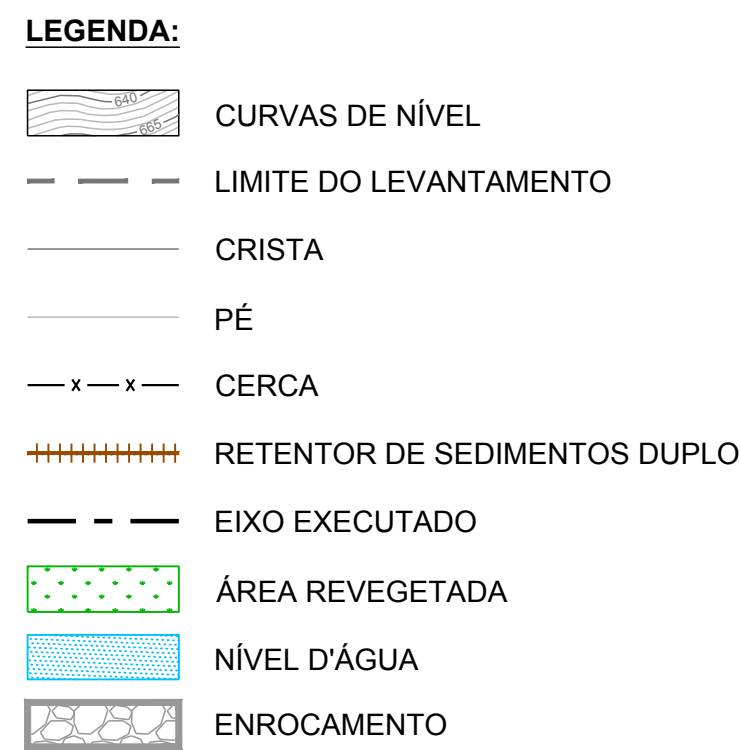 LEGENDA:
640
665
CURVAS DE NÍVEL
LIMITE DO LEVANTAMENTO
CRISTA
PÉ
x x
CERCA
RETENTOR DE SEDIMENTOS DUPLO
EIXO EXECUTADO
ÁREA REVEGETADA
NÍVEL D'ÁGUA
ENROCAMENTO